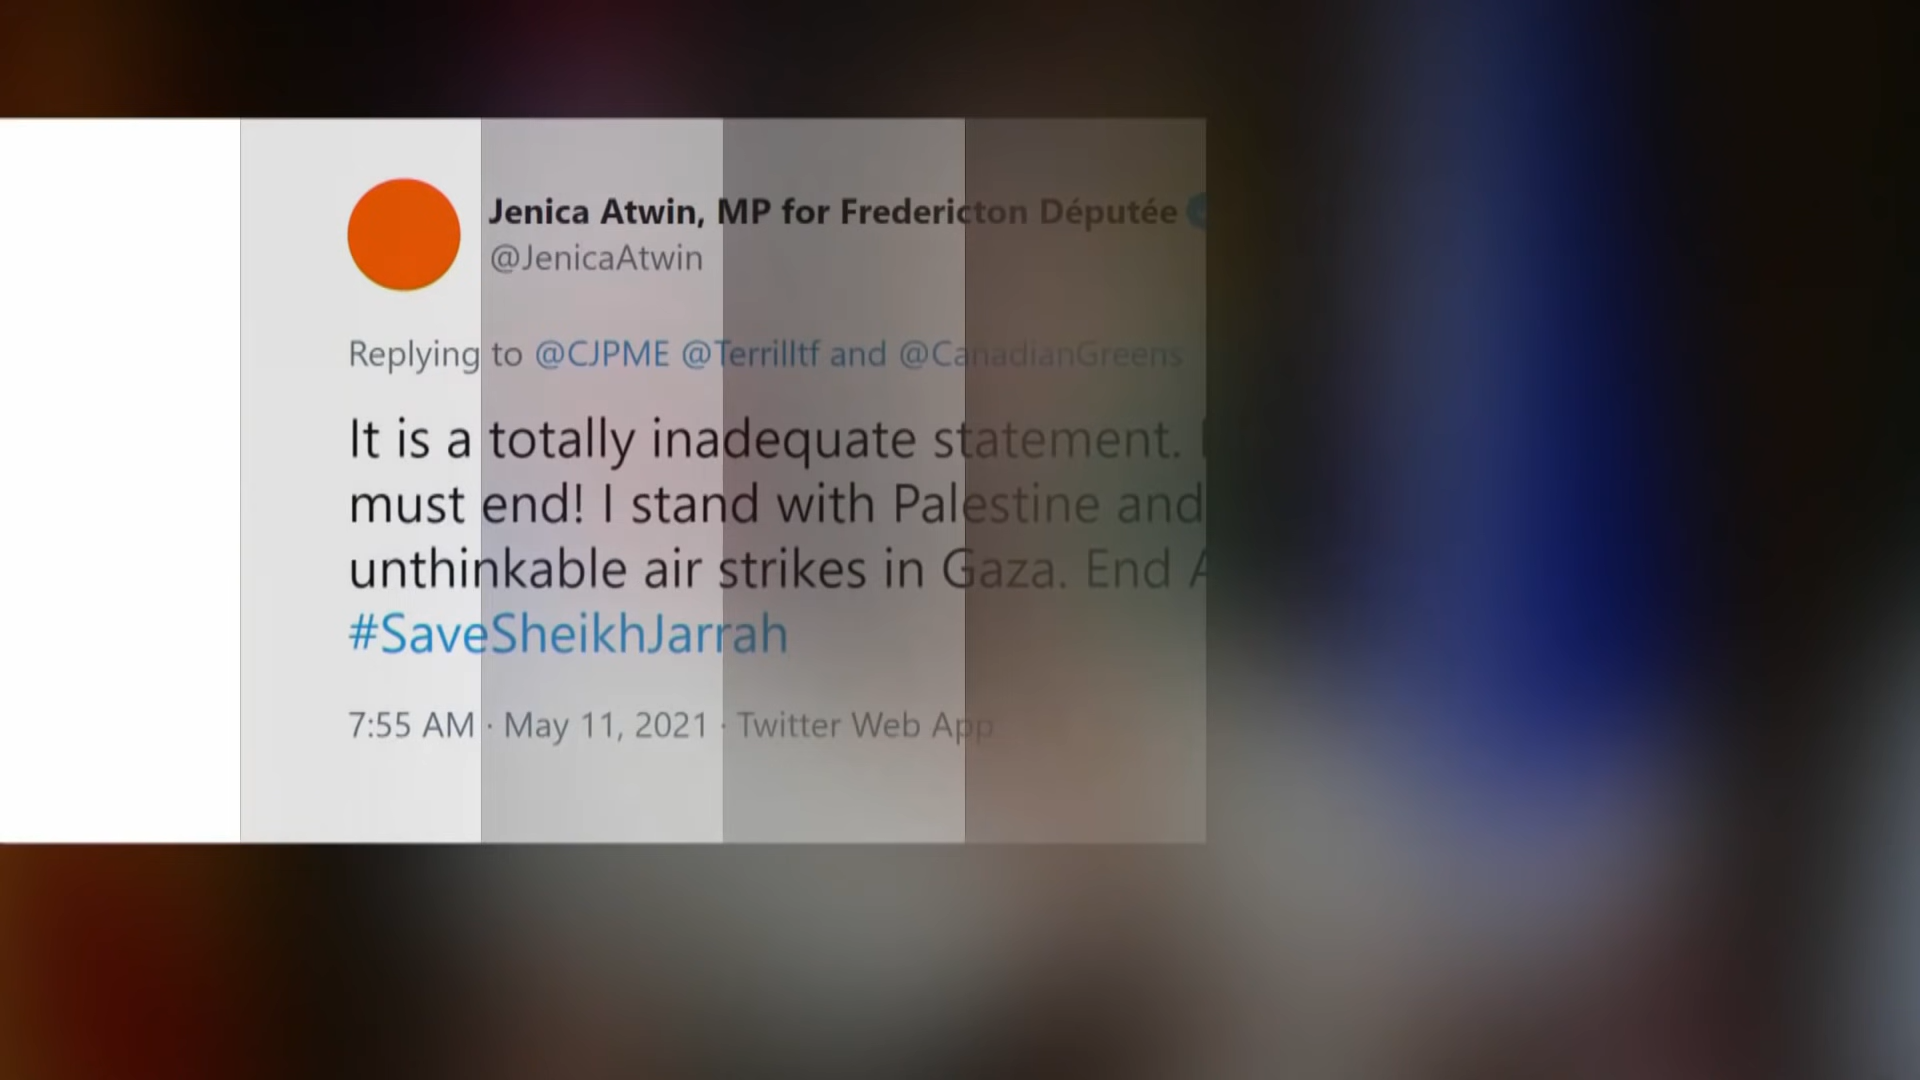 Jenica Atwin, MP for Fredericton Députée
@JenicaAtwin
Replying to @CJPME @Terrilltf and @CanadianGreens
It is a totally inadequate statement.
must end! I stand with Palestine and
unthinkable air strikes in Gaza. End
#SaveSheikhJarrah
7:55 AM · May 11, 2021 · Twitter Web App